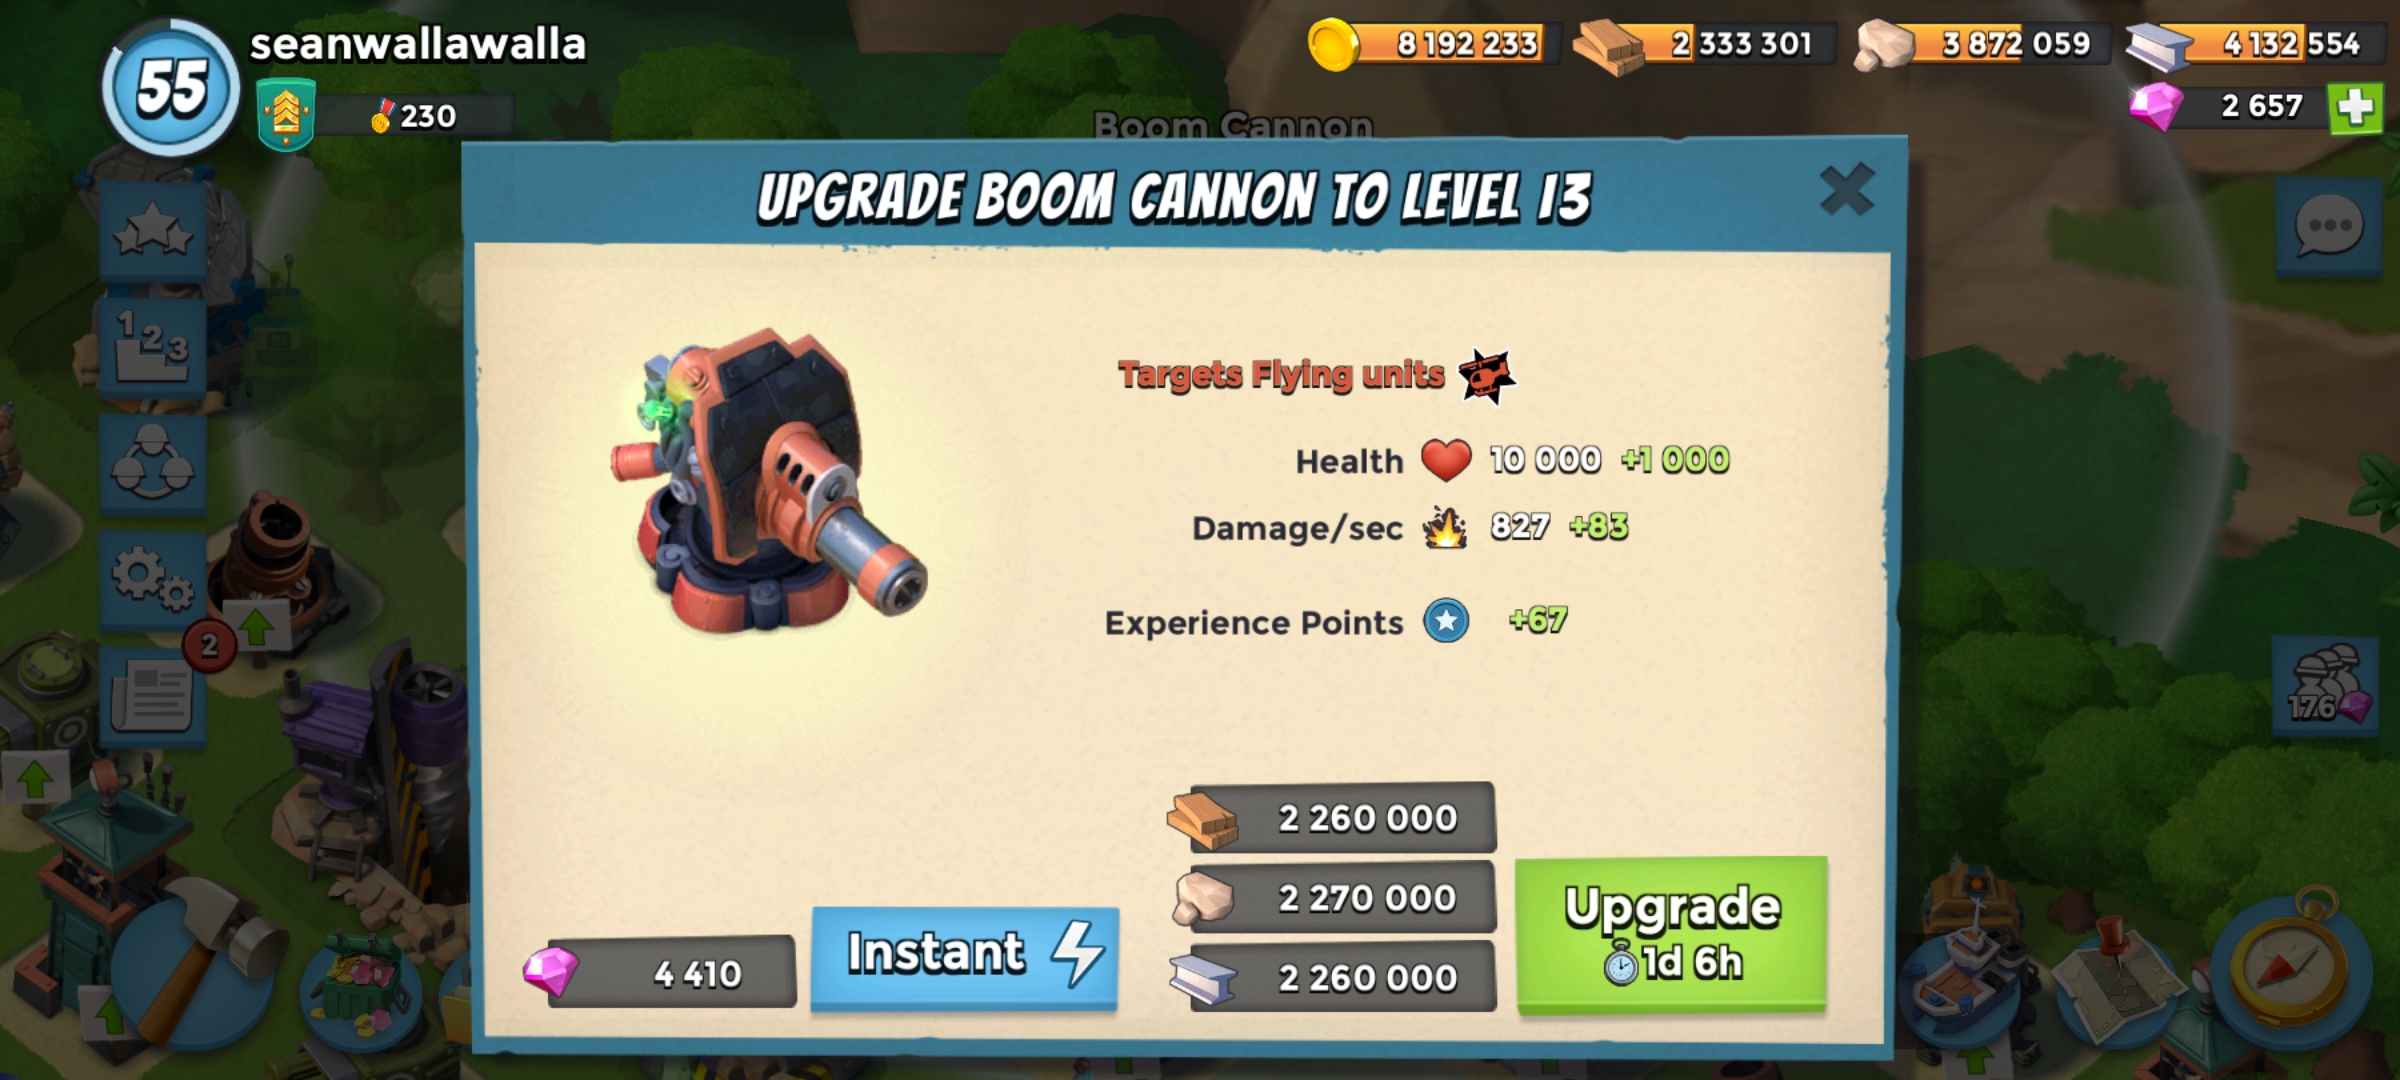 55
seanwallawalla
230
8 192 233
2 333 301
3 872 059
4 132 554
2 657
Boom Cannon
UPGRADE BOOM CANNON TO LEVEL 13
Targets Flying units
Health 10 000 +1 000
Damage/sec 827 +83
Experience Points +67
1 2 3
2
176
2 260 000
2 270 000
2 260 000
4 410
Instant
Upgrade
1d 6h